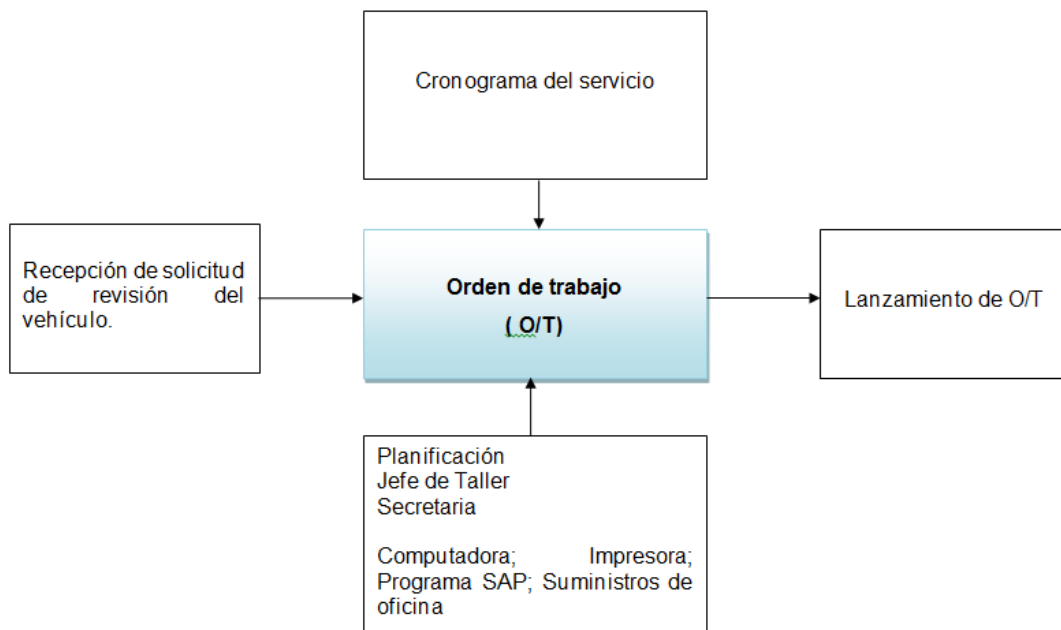 Cronograma del servicio
Recepción de solicitud
de revisión del
vehículo.
Orden de trabajo
( O/T)
Lanzamiento de O/T
Planificación
Jefe de Taller
Secretaria
Computadora; Impresora;
Programa SAP; Suministros de
oficina